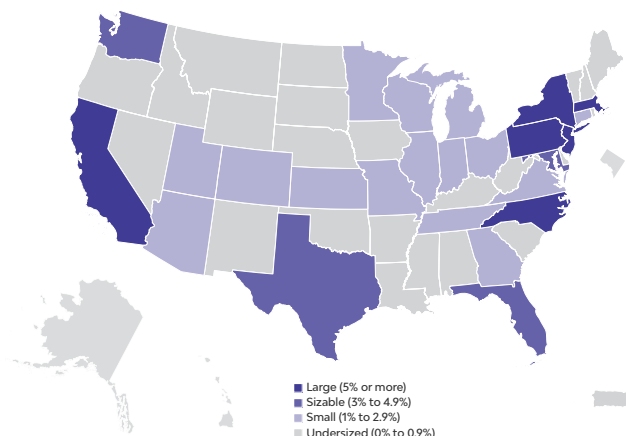 Large (5% or more)
Sizable (3% to 4.9%)
Small (1% to 2.9%)
Undersized (0% to 0.9%)